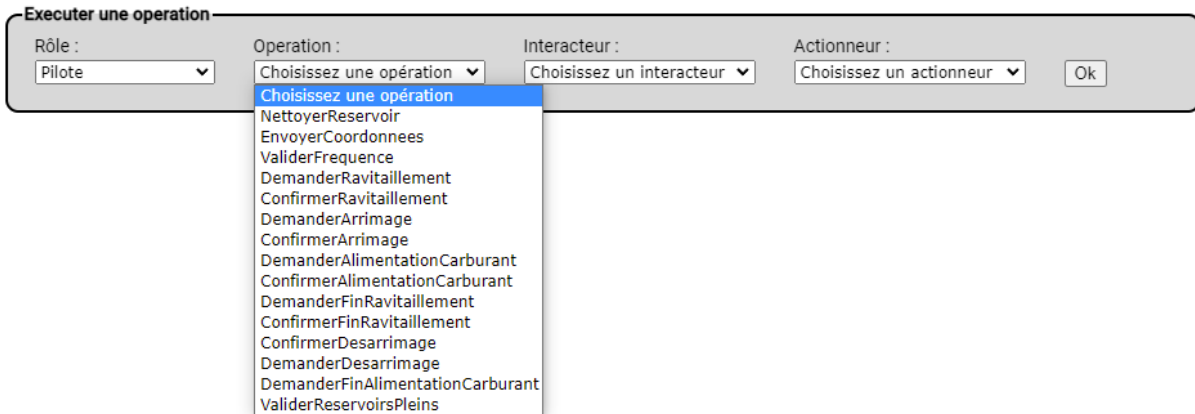 Executer une operation
Rôle : Operation : Interacteur : Actionneur :
Pilote Choisissez une opération Choisissez un interacteur Choisissez un actionneur Ok
Choisissez une opération
NettoyerReservoir
EnvoyerCoordonnees
ValiderFrequence
DemanderRavitaillement
ConfirmerRavitaillement
DemanderArrimage
ConfirmerArrimage
DemanderAlimentationCarburant
ConfirmerAlimentationCarburant
DemanderFinRavitaillement
ConfirmerFinRavitaillement
ConfirmerDesarrimage
DemanderDesarrimage
DemanderFinAlimentationCarburant
ValiderReservoirsPleins